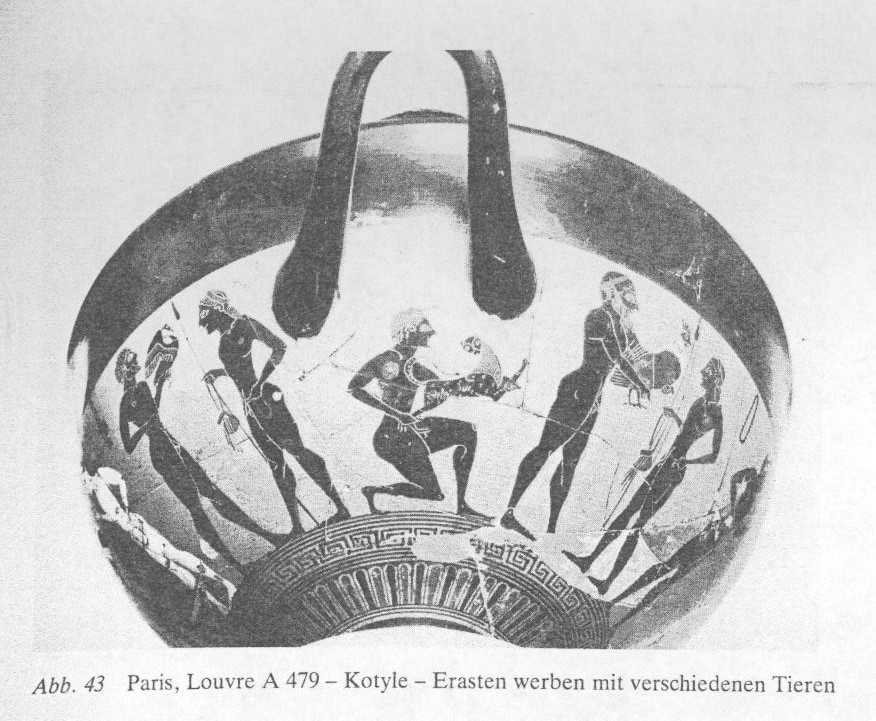 Abb. 43 Paris, Louvre A 479 – Kotyle – Erasten werben mit verschiedenen Tieren